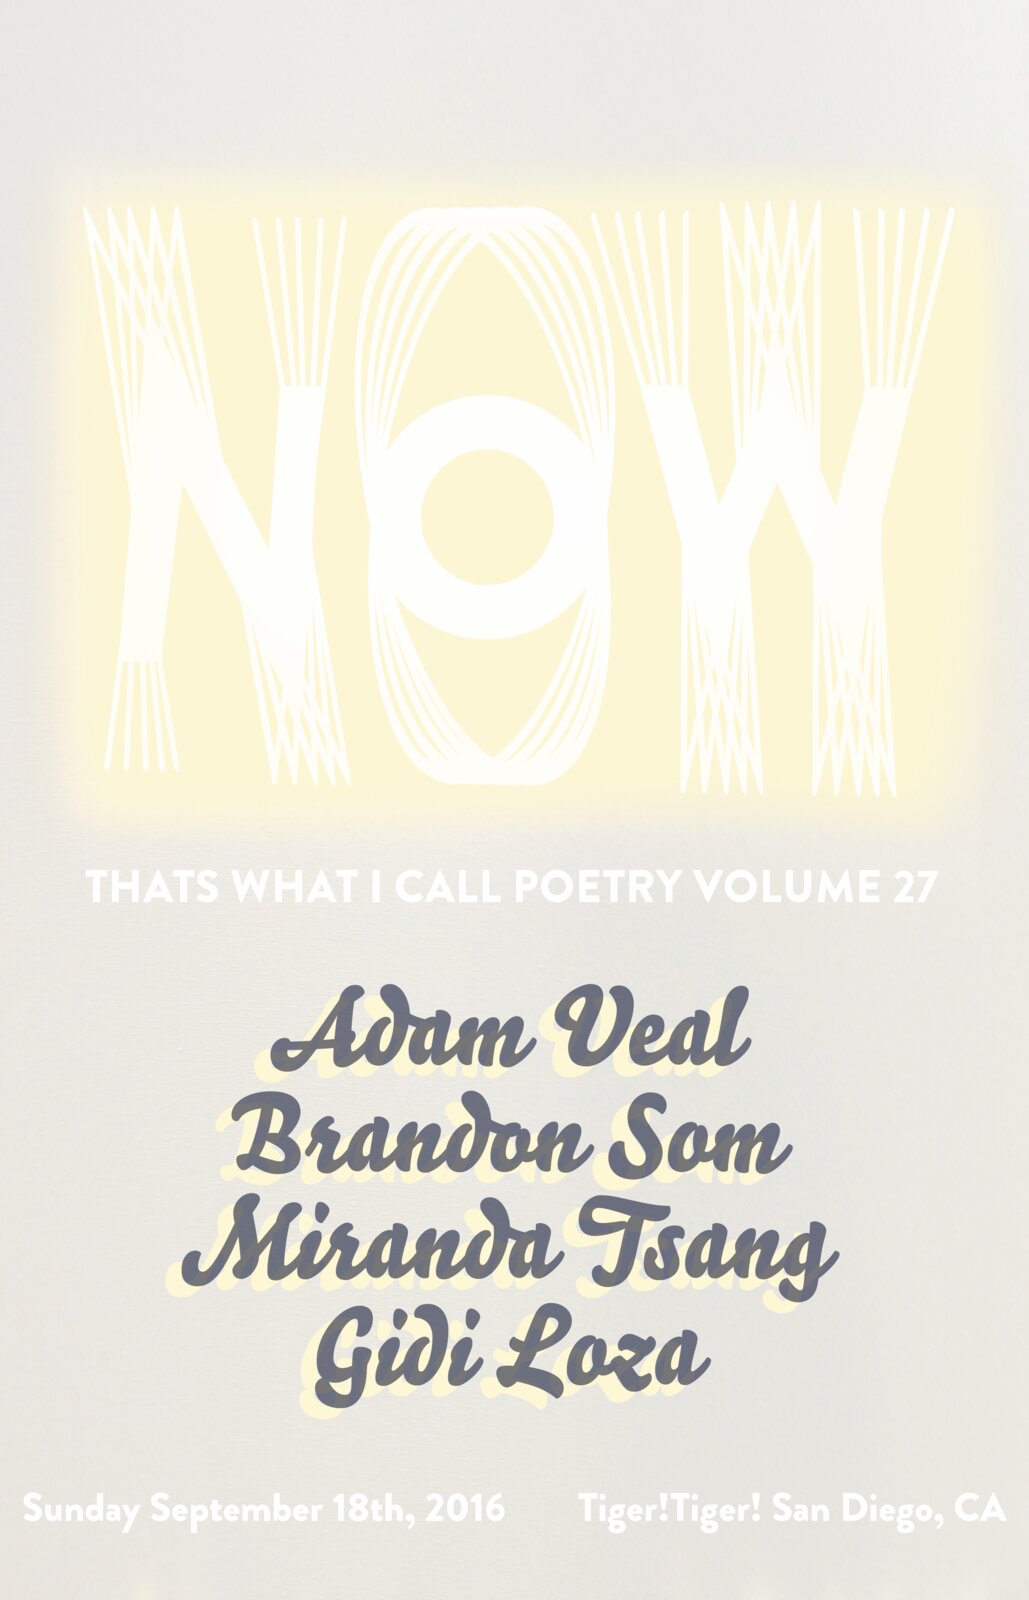 NOW
THATS WHAT I CALL POETRY VOLUME 27
Adam Veal
Brandon Som
Miranda Tsang
Gidi Loza
Sunday September 18th, 2016 Tiger!Tiger! San Diego, CA